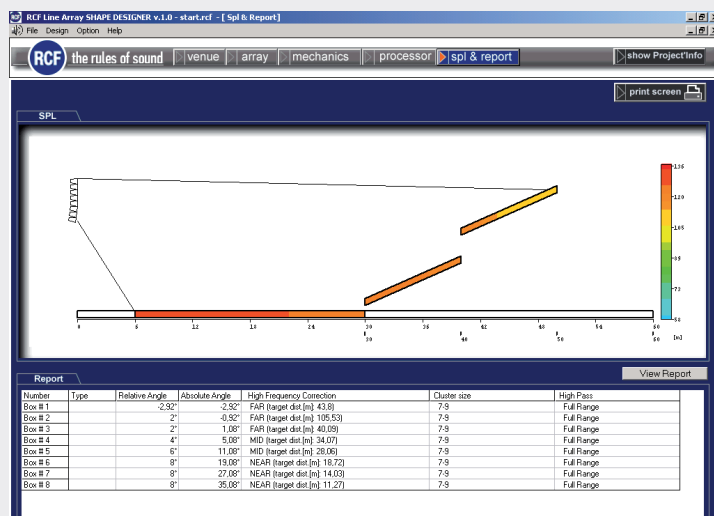 RCF Line Array SHAPE DESIGNER v.1.0 - start.rcf - [ Spl & Report]
File Design Option Help
RCF the rules of sound venue array mechanics processor spl & report show Project'Info
print screen
SPL
136
120
105
89
73
58
0 6 12 18 24 30 36 42 48 54 60
30 40 50 60 [m]
View Report
Report
Number Type Relative Angle Absolute Angle High Frequency Correction Cluster size High Pass
Box # 1 -2,92° -2,92° FAR (target dist.[m]: 43,8) 7-9 Full Range
Box # 2 2° -0,92° FAR (target dist.[m]: 105,53) 7-9 Full Range
Box # 3 2° 1,08° FAR (target dist.[m]: 40,09) 7-9 Full Range
Box # 4 4° 5,08° MID (target dist.[m]: 34,07) 7-9 Full Range
Box # 5 6° 11,08° MID (target dist.[m]: 28,06) 7-9 Full Range
Box # 6 8° 19,08° NEAR (target dist.[m]: 18,72) 7-9 Full Range
Box # 7 8° 27,08° NEAR (target dist.[m]: 14,03) 7-9 Full Range
Box # 8 8° 35,08° NEAR (target dist.[m]: 11,27) 7-9 Full Range